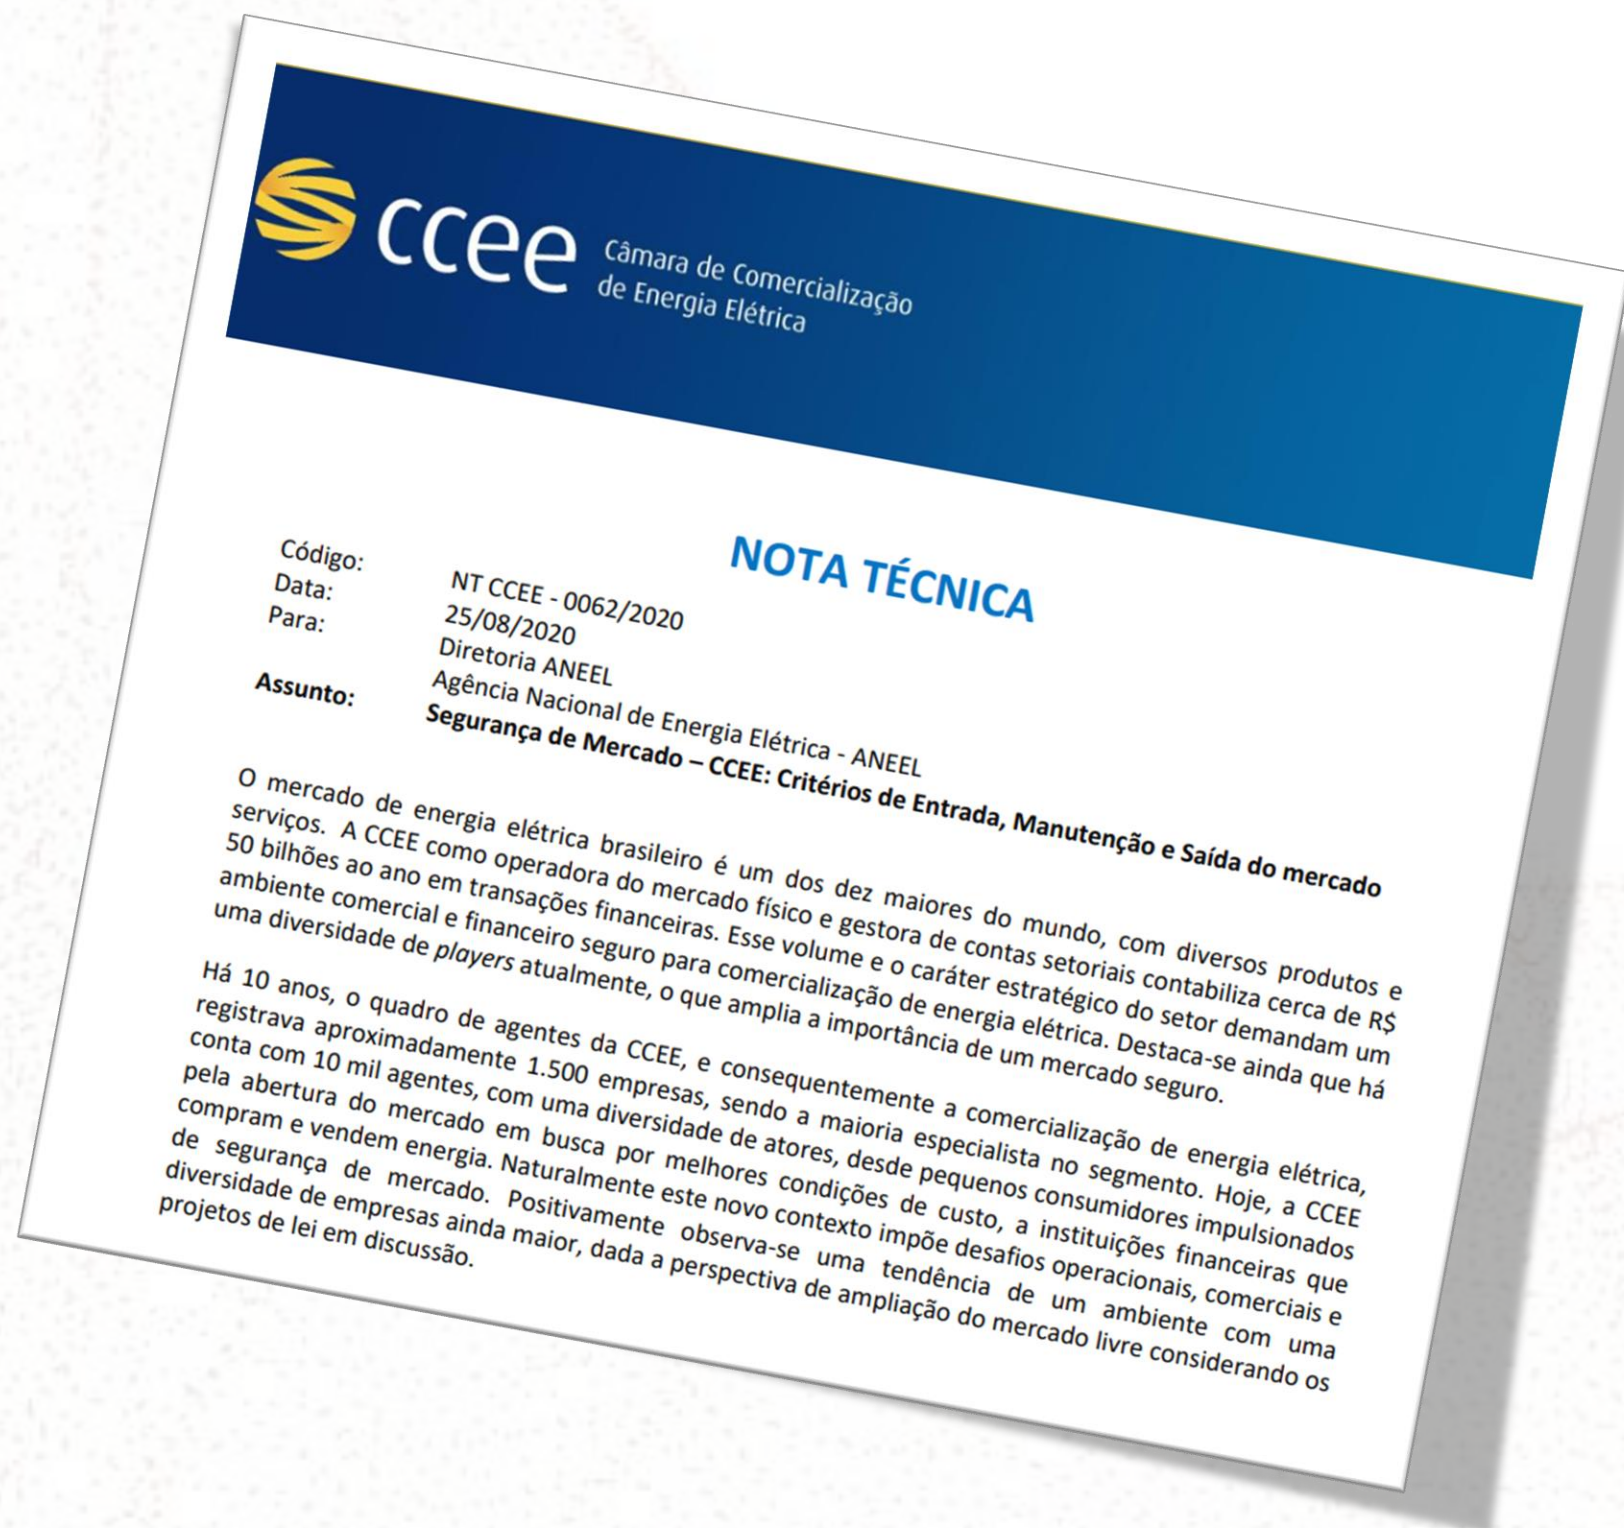 ccee Câmara de Comercialização
de Energia Elétrica
NOTA TÉCNICA
Código: NT CCEE - 0062/2020
Data: 25/08/2020
Para: Diretoria ANEEL
Agência Nacional de Energia Elétrica - ANEEL
Assunto: Segurança de Mercado – CCEE: Critérios de Entrada, Manutenção e Saída do mercado
O mercado de energia elétrica brasileiro é um dos dez maiores do mundo, com diversos produtos e
serviços. A CCEE como operadora do mercado físico e gestora de contas setoriais contabiliza cerca de R$
50 bilhões ao ano em transações financeiras. Esse volume e o caráter estratégico do setor demandam um
ambiente comercial e financeiro seguro para comercialização de energia elétrica. Destaca-se ainda que há
uma diversidade de players atualmente, o que amplia a importância de um mercado seguro.
Há 10 anos, o quadro de agentes da CCEE, e consequentemente a comercialização de energia elétrica,
registrava aproximadamente 1.500 empresas, sendo a maioria especialista no segmento. Hoje, a CCEE
conta com 10 mil agentes, com uma diversidade de atores, desde pequenos consumidores impulsionados
pela abertura do mercado em busca por melhores condições de custo, a instituições financeiras que
compram e vendem energia. Naturalmente este novo contexto impõe desafios operacionais, comerciais e
de segurança de mercado. Positivamente observa-se uma tendência de um ambiente com uma
diversidade de empresas ainda maior, dada a perspectiva de ampliação do mercado livre considerando os
projetos de lei em discussão.